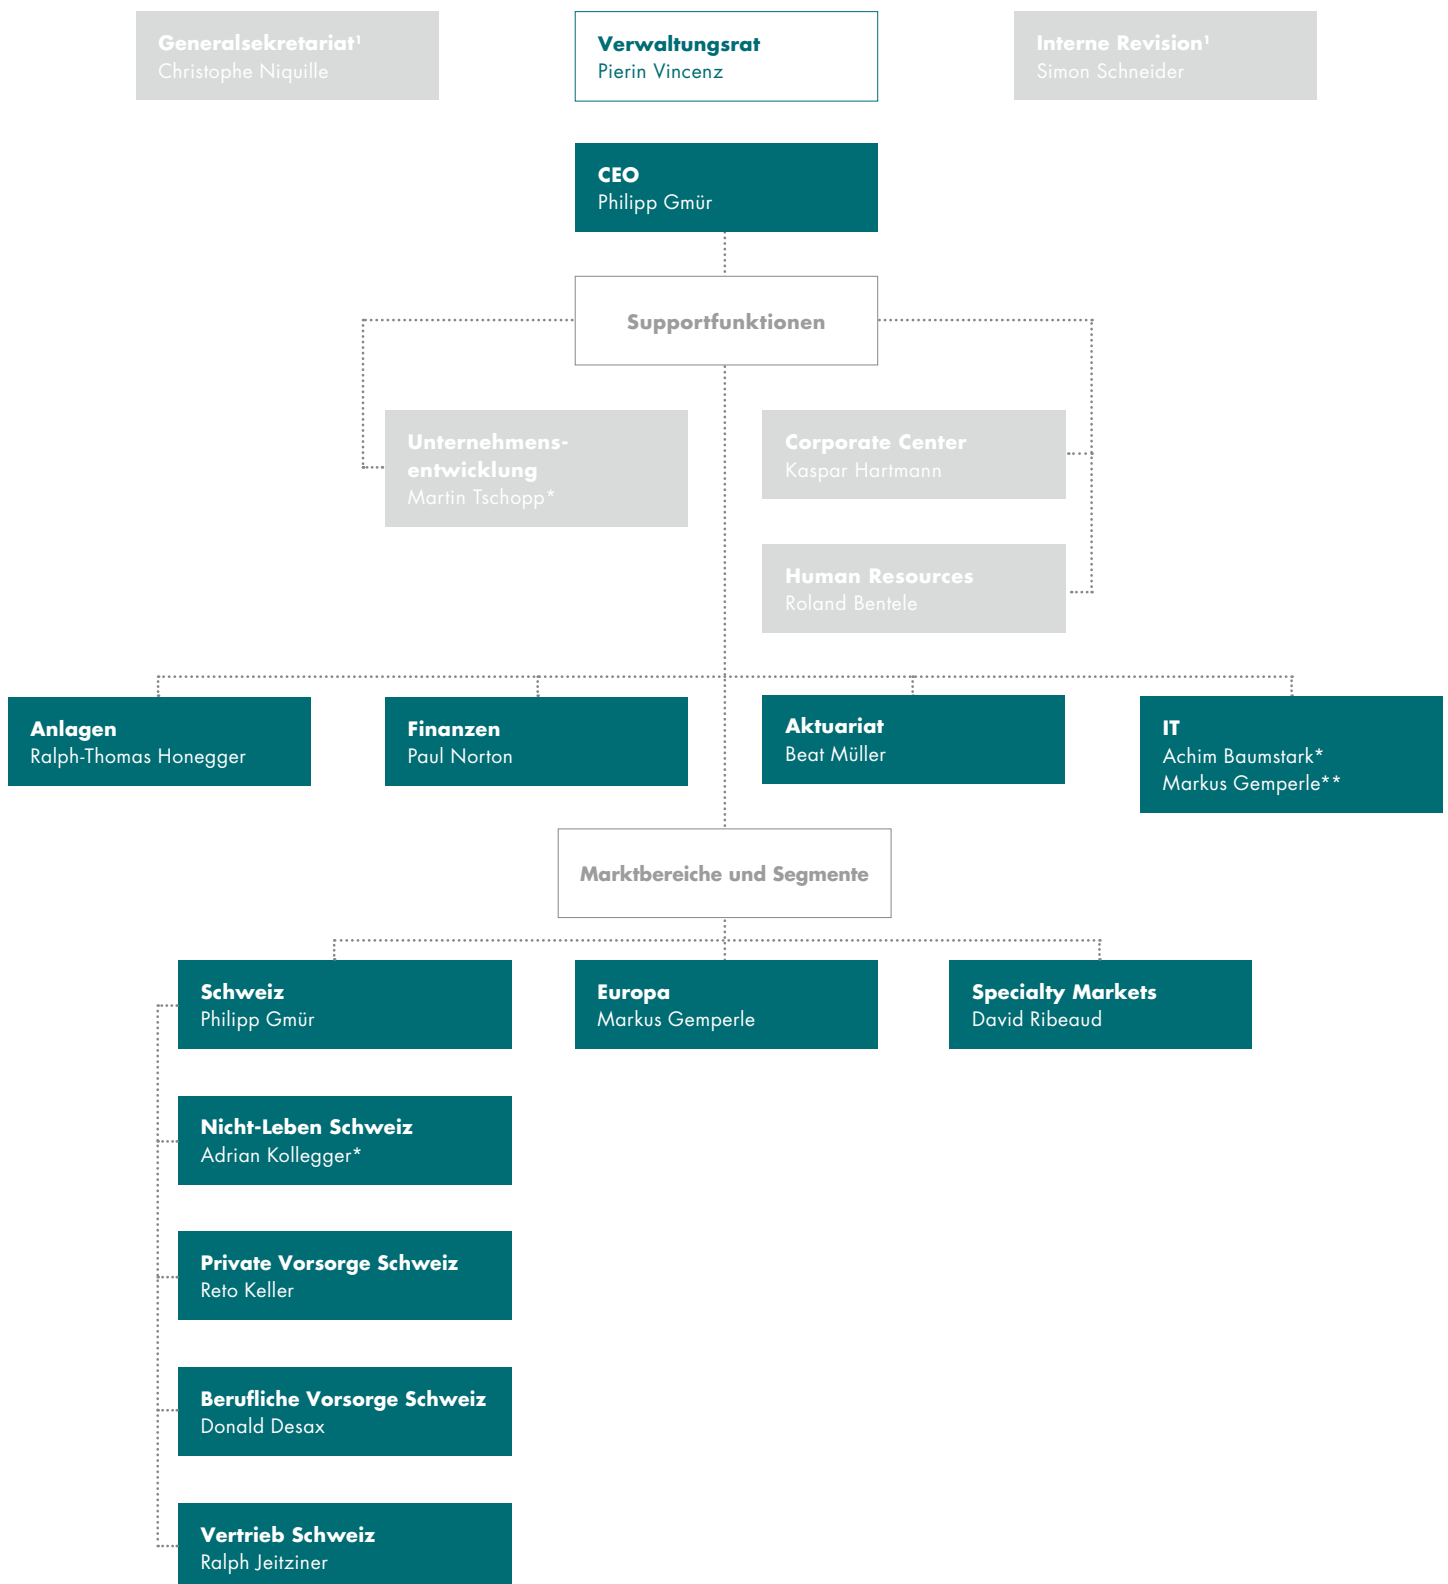 Generalsekretariat¹
Christophe Niquille
Verwaltungsrat
Pierin Vincenz
Interne Revision¹
Simon Schneider
CEO
Philipp Gmür
Supportfunktionen
Unternehmens-
entwicklung
Martin Tschopp*
Corporate Center
Kaspar Hartmann
Human Resources
Roland Bentele
Anlagen
Ralph-Thomas Honegger
Finanzen
Paul Norton
Aktuariat
Beat Müller
IT
Achim Baumstark*
Markus Gemperle**
Marktbereiche und Segmente
Schweiz
Philipp Gmür
Europa
Markus Gemperle
Specialty Markets
David Ribeaud
Nicht-Leben Schweiz
Adrian Kollegger*
Private Vorsorge Schweiz
Reto Keller
Berufliche Vorsorge Schweiz
Donald Desax
Vertrieb Schweiz
Ralph Jeitziner